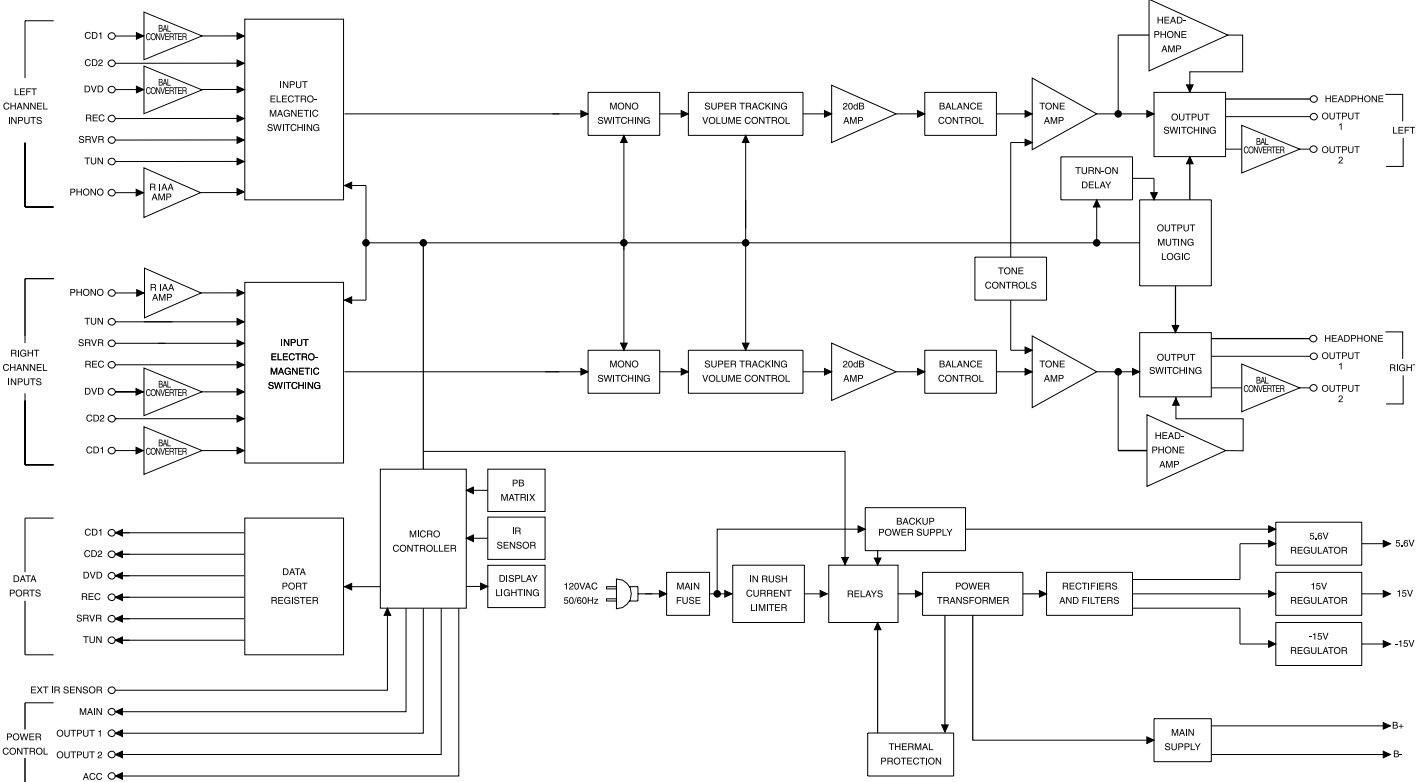 LEFT
CHANNEL
INPUTS
CD1
BAL
CONVERTER
CD2
DVD
BAL
CONVERTER
REC
SRVR
TUN
PHONO
R IAA
AMP
INPUT
ELECTRO-
MAGNETIC
SWITCHING
MONO
SWITCHING
SUPER TRACKING
VOLUME CONTROL
20dB
AMP
BALANCE
CONTROL
TONE
AMP
HEAD-
PHONE
AMP
OUTPUT
SWITCHING
HEADPHONE
OUTPUT
1
BAL
CONVERTER
OUTPUT
2
LEFT
TURN-ON
DELAY
OUTPUT
MUTING
LOGIC
TONE
CONTROLS
RIGHT
CHANNEL
INPUTS
PHONO
R IAA
AMP
TUN
SRVR
REC
DVD
BAL
CONVERTER
CD2
CD1
BAL
CONVERTER
INPUT
ELECTRO-
MAGNETIC
SWITCHING
MONO
SWITCHING
SUPER TRACKING
VOLUME CONTROL
20dB
AMP
BALANCE
CONTROL
TONE
AMP
OUTPUT
SWITCHING
HEADPHONE
OUTPUT
1
BAL
CONVERTER
OUTPUT
2
RIGHT
HEAD-
PHONE
AMP
DATA
PORTS
CD1
CD2
DVD
REC
SRVR
TUN
DATA
PORT
REGISTER
MICRO
CONTROLLER
PB
MATRIX
IR
SENSOR
DISPLAY
LIGHTING
120VAC
50/60Hz
MAIN
FUSE
IN RUSH
CURRENT
LIMITER
BACKUP
POWER SUPPLY
RELAYS
POWER
TRANSFORMER
RECTIFIERS
AND FILTERS
5.6V
REGULATOR
5.6V
15V
REGULATOR
15V
-15V
REGULATOR
-15V
EXT IR SENSOR
POWER
CONTROL
MAIN
OUTPUT 1
OUTPUT 2
ACC
THERMAL
PROTECTION
MAIN
SUPPLY
B+
B-